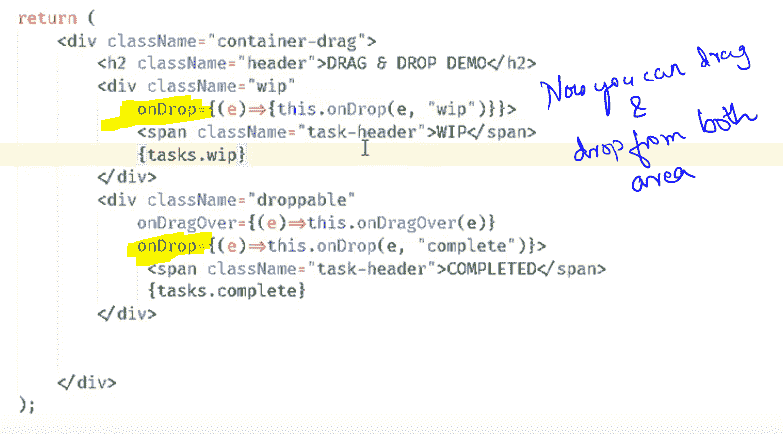 return (
<div className="container-drag">
<h2 className="header">DRAG & DROP DEMO</h2>
<div className="wip"
onDrop={(e)⇒{this.onDrop(e, "wip")}}>
<span className="task-header">WIP</span>
{tasks.wip}
</div>
<div className="droppable"
onDragOver={(e)⇒this.onDragOver(e)}
onDrop={(e)⇒this.onDrop(e, "complete")}>
<span className="task-header">COMPLETED</span>
{tasks.complete}
</div>
</div>
);
Now you can drag
&
drop from both
area